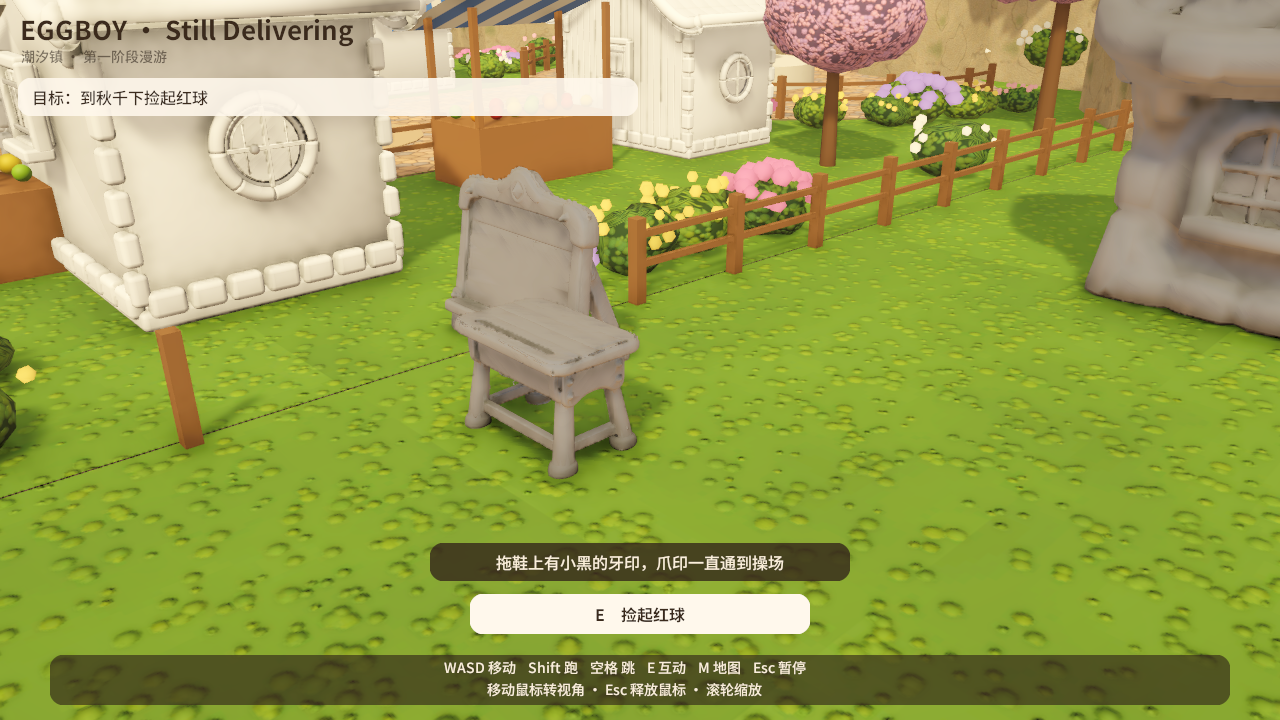 EGGBOY · Still Delivering
潮汐镇 · 第一阶段漫游
目标：到秋千下捡起红球
拖鞋上有小黑的牙印，爪印一直通到操场
E 捡起红球
WASD 移动 Shift 跑 空格 跳 E 互动 M 地图 Esc 暂停
移动鼠标转视角 · Esc 释放鼠标 · 滚轮缩放